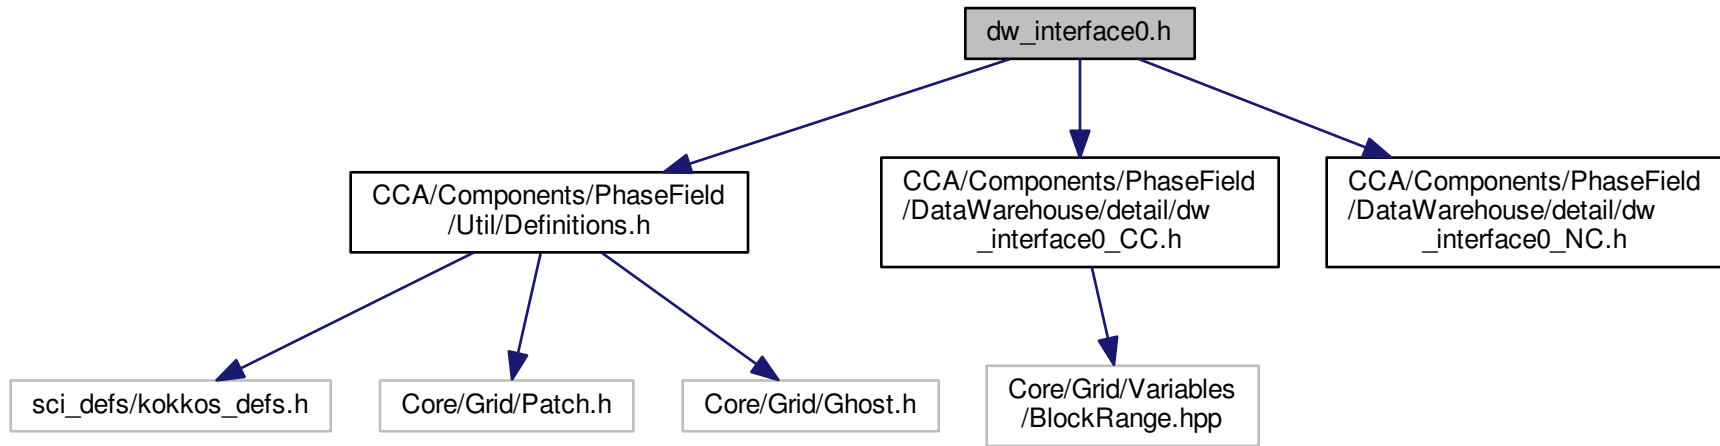 dw_interface0.h
CCA/Components/PhaseField
/Util/Definitions.h
CCA/Components/PhaseField
/DataWarehouse/detail/dw
_interface0_CC.h
CCA/Components/PhaseField
/DataWarehouse/detail/dw
_interface0_NC.h
sci_defs/kokkos_defs.h
Core/Grid/Patch.h
Core/Grid/Ghost.h
Core/Grid/Variables
/BlockRange.hpp